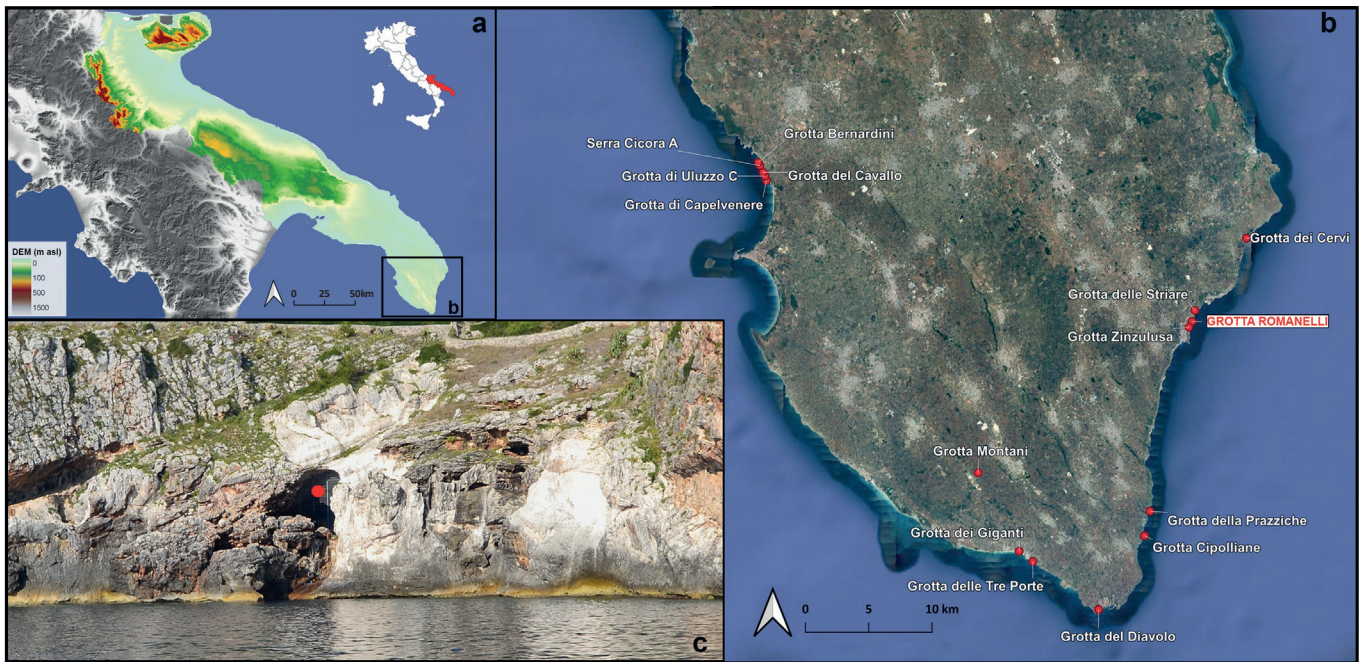 a
DEM (m asl)
0
100
500
1500
0 25 50km
b
b
Grotta Bernardini
Serra Cicora A
Grotta del Cavallo
Grotta di Uluzzo C
Grotta di Capelvenere
Grotta dei Cervi
Grotta delle Striare
GROTTA ROMANELLI
Grotta Zinzulusa
Grotta Montani
Grotta della Prazziche
Grotta dei Giganti
Grotta Cipolliane
Grotta delle Tre Porte
0 5 10 km
Grotta del Diavolo
c